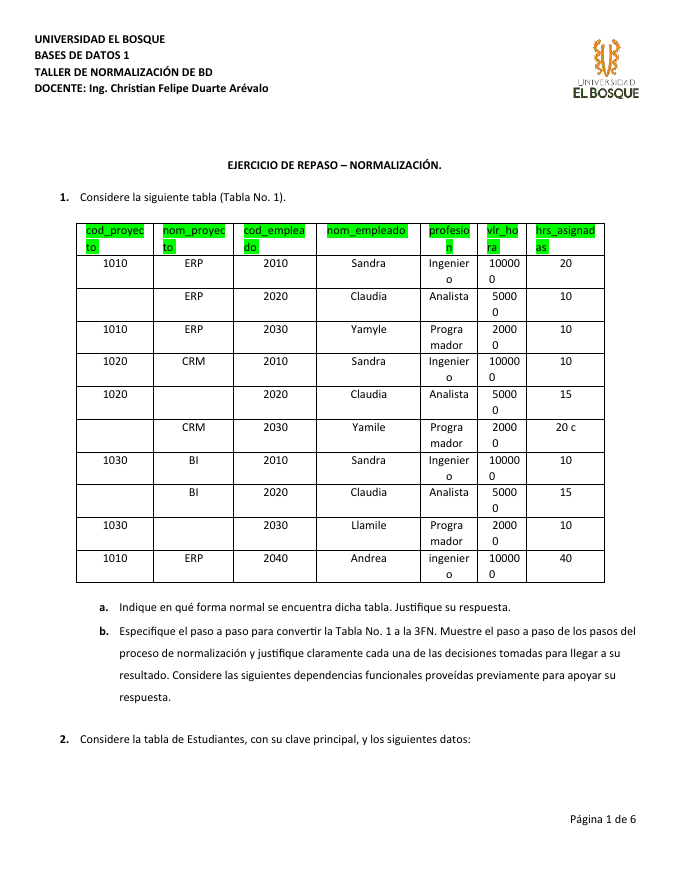 UNIVERSIDAD EL BOSQUE
BASES DE DATOS 1
TALLER DE NORMALIZACIÓN DE BD
DOCENTE: Ing. Christian Felipe Duarte Arévalo
UNIVERSIDAD
EL BOSQUE
EJERCICIO DE REPASO – NORMALIZACIÓN.
1. Considere la siguiente tabla (Tabla No. 1).
cod_proyec nom_proyec cod_emplea nom_empleado profesio vlr_ho hrs_asignad
to to do n ra as
1010 ERP 2010 Sandra Ingenier 10000 20
o 0
ERP 2020 Claudia Analista 5000 10
0
1010 ERP 2030 Yamyle Progra 2000 10
mador 0
1020 CRM 2010 Sandra Ingenier 10000 10
o 0
1020 2020 Claudia Analista 5000 15
0
CRM 2030 Yamile Progra 2000 20 c
mador 0
1030 BI 2010 Sandra Ingenier 10000 10
o 0
BI 2020 Claudia Analista 5000 15
0
1030 2030 Llamile Progra 2000 10
mador 0
1010 ERP 2040 Andrea ingenier 10000 40
o 0
a. Indique en qué forma normal se encuentra dicha tabla. Justifique su respuesta.
b. Especifique el paso a paso para convertir la Tabla No. 1 a la 3FN. Muestre el paso a paso de los pasos del
proceso de normalización y justifique claramente cada una de las decisiones tomadas para llegar a su
resultado. Considere las siguientes dependencias funcionales proveídas previamente para apoyar su
respuesta.
2. Considere la tabla de Estudiantes, con su clave principal, y los siguientes datos:
Página 1 de 6